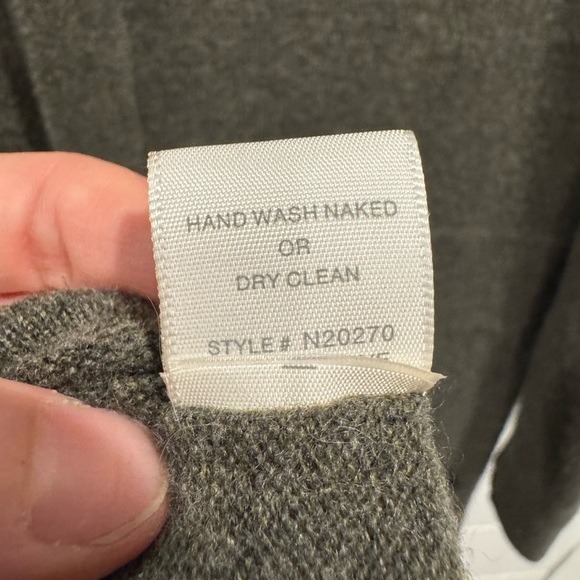 HAND WASH NAKED
OR
DRY CLEAN
STYLE # N20270